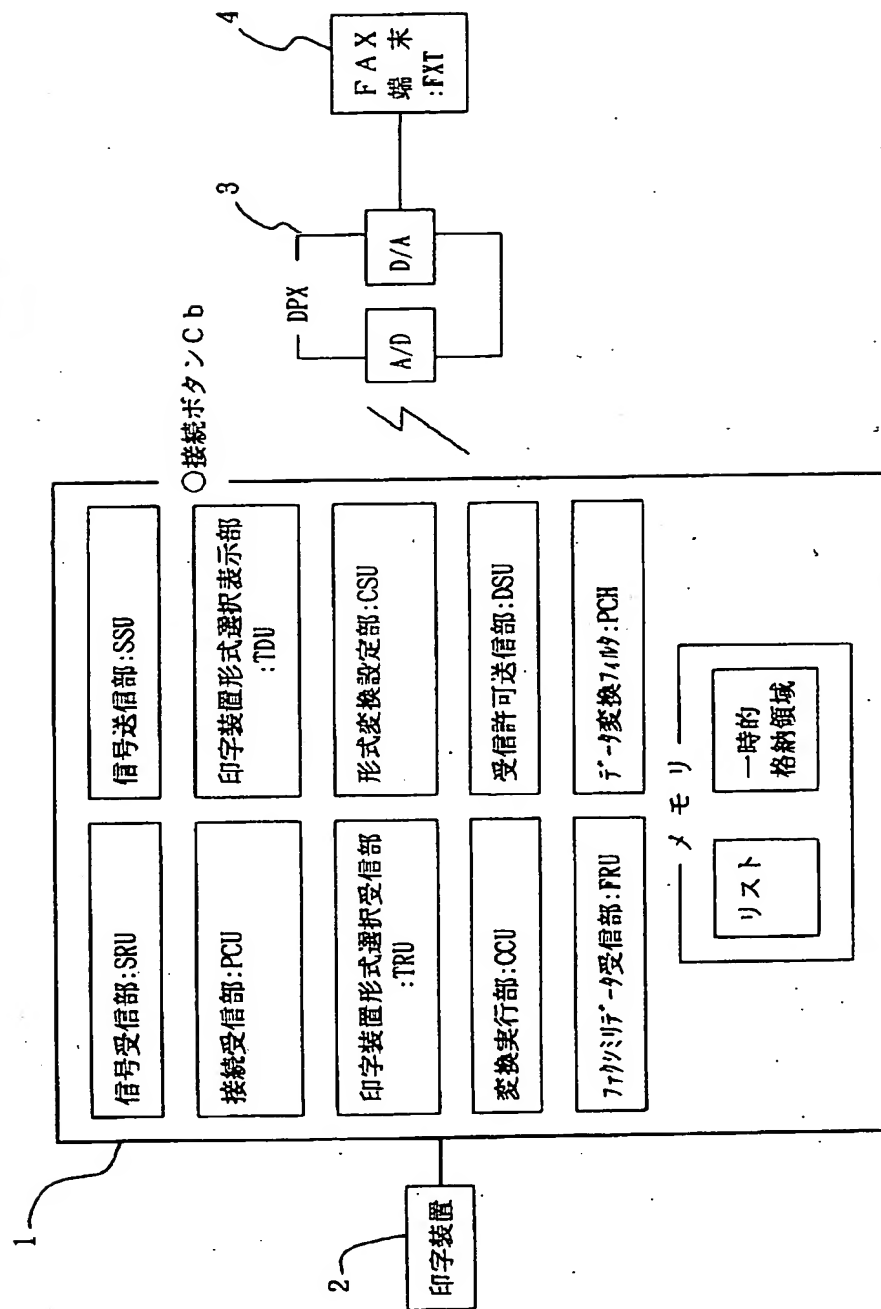 1
信号受信部:SRU
信号送信部:SSU
接続受信部:PCU
印字装置形式選択表示部
:TDU
○接続ボタンCb
印字装置形式選択受信部
:TRU
形式変換設定部:CSU
変換実行部:CCU
受信許可送信部:DSU
ファクシミリデータ受信部:FRU
データ変換フィルタ:PCH
メモリ
リスト
一時的
格納領域
2
印字装置
3
DPX
A/D
D/A
4
FAX
端末
:FXT